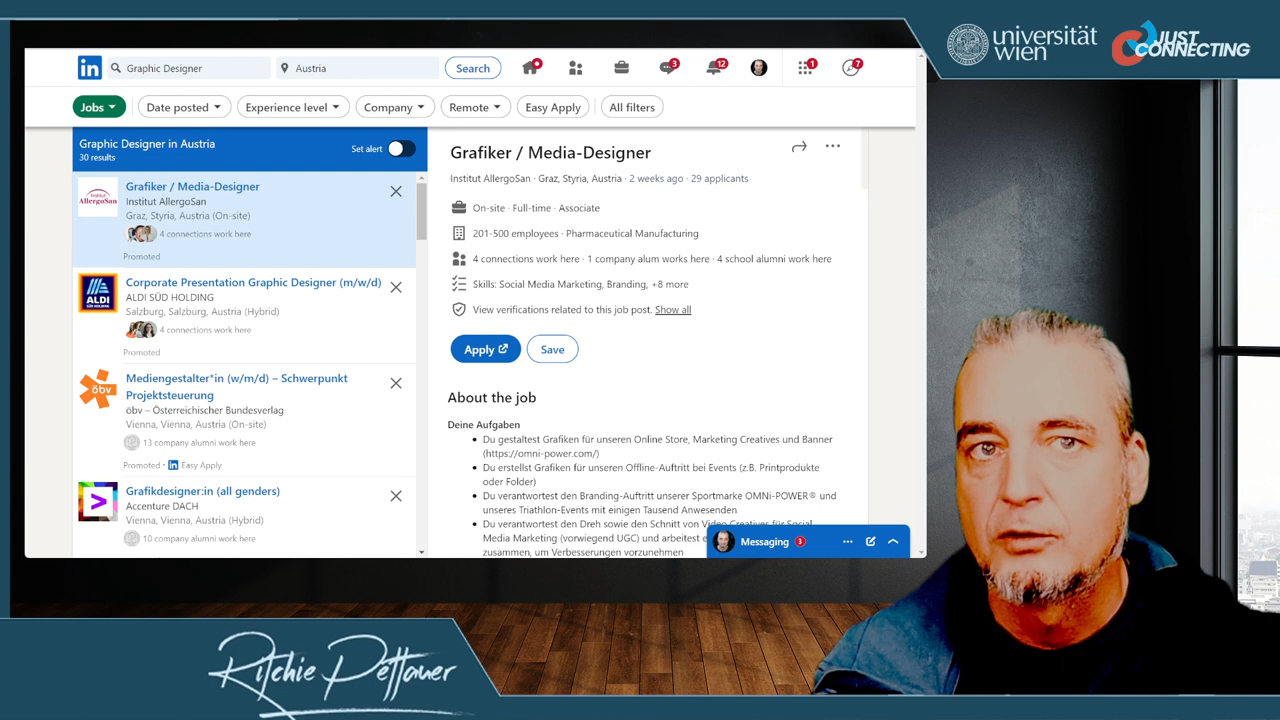 universität
wien
JUST
CONNECTING
in
Graphic Designer
Austria
Search
3
12
1
7
Jobs
Date posted
Experience level
Company
Remote
Easy Apply
All filters
Graphic Designer in Austria
30 results
Set alert
Institut
AllergoSan
Grafiker / Media-Designer
Institut AllergoSan
Graz, Styria, Austria (On-site)
4 connections work here
Promoted
ALDI
Corporate Presentation Graphic Designer (m/w/d)
ALDI SÜD HOLDING
Salzburg, Salzburg, Austria (Hybrid)
4 connections work here
Promoted
öbv
Mediengestalter*in (w/m/d) – Schwerpunkt
Projektsteuerung
öbv – Österreichischer Bundesverlag
Vienna, Vienna, Austria (On-site)
13 company alumni work here
Promoted · in Easy Apply
Grafikdesigner:in (all genders)
Accenture DACH
Vienna, Vienna, Austria (Hybrid)
10 company alumni work here
Grafiker / Media-Designer
Institut AllergoSan · Graz, Styria, Austria · 2 weeks ago · 29 applicants
On-site · Full-time · Associate
201-500 employees · Pharmaceutical Manufacturing
4 connections work here · 1 company alum works here · 4 school alumni work here
Skills: Social Media Marketing, Branding, +8 more
View verifications related to this job post. Show all
Apply
Save
About the job
Deine Aufgaben
Du gestaltest Grafiken für unseren Online Store, Marketing Creatives und Banner
(https://omni-power.com/)
Du erstellst Grafiken für unseren Offline-Auftritt bei Events (z.B. Printprodukte
oder Folder)
Du verantwortest den Branding-Auftritt unserer Sportmarke OMNi-POWER® und
unseres Triathlon-Events mit einigen Tausend Anwesenden
Du verantwortest den Dreh sowie den Schnitt von Video Creatives für Social
Media Marketing (vorwiegend UGC) und arbeitest
zusammen, um Verbesserungen vorzunehmen
Messaging 3
Ritchie Pettauer